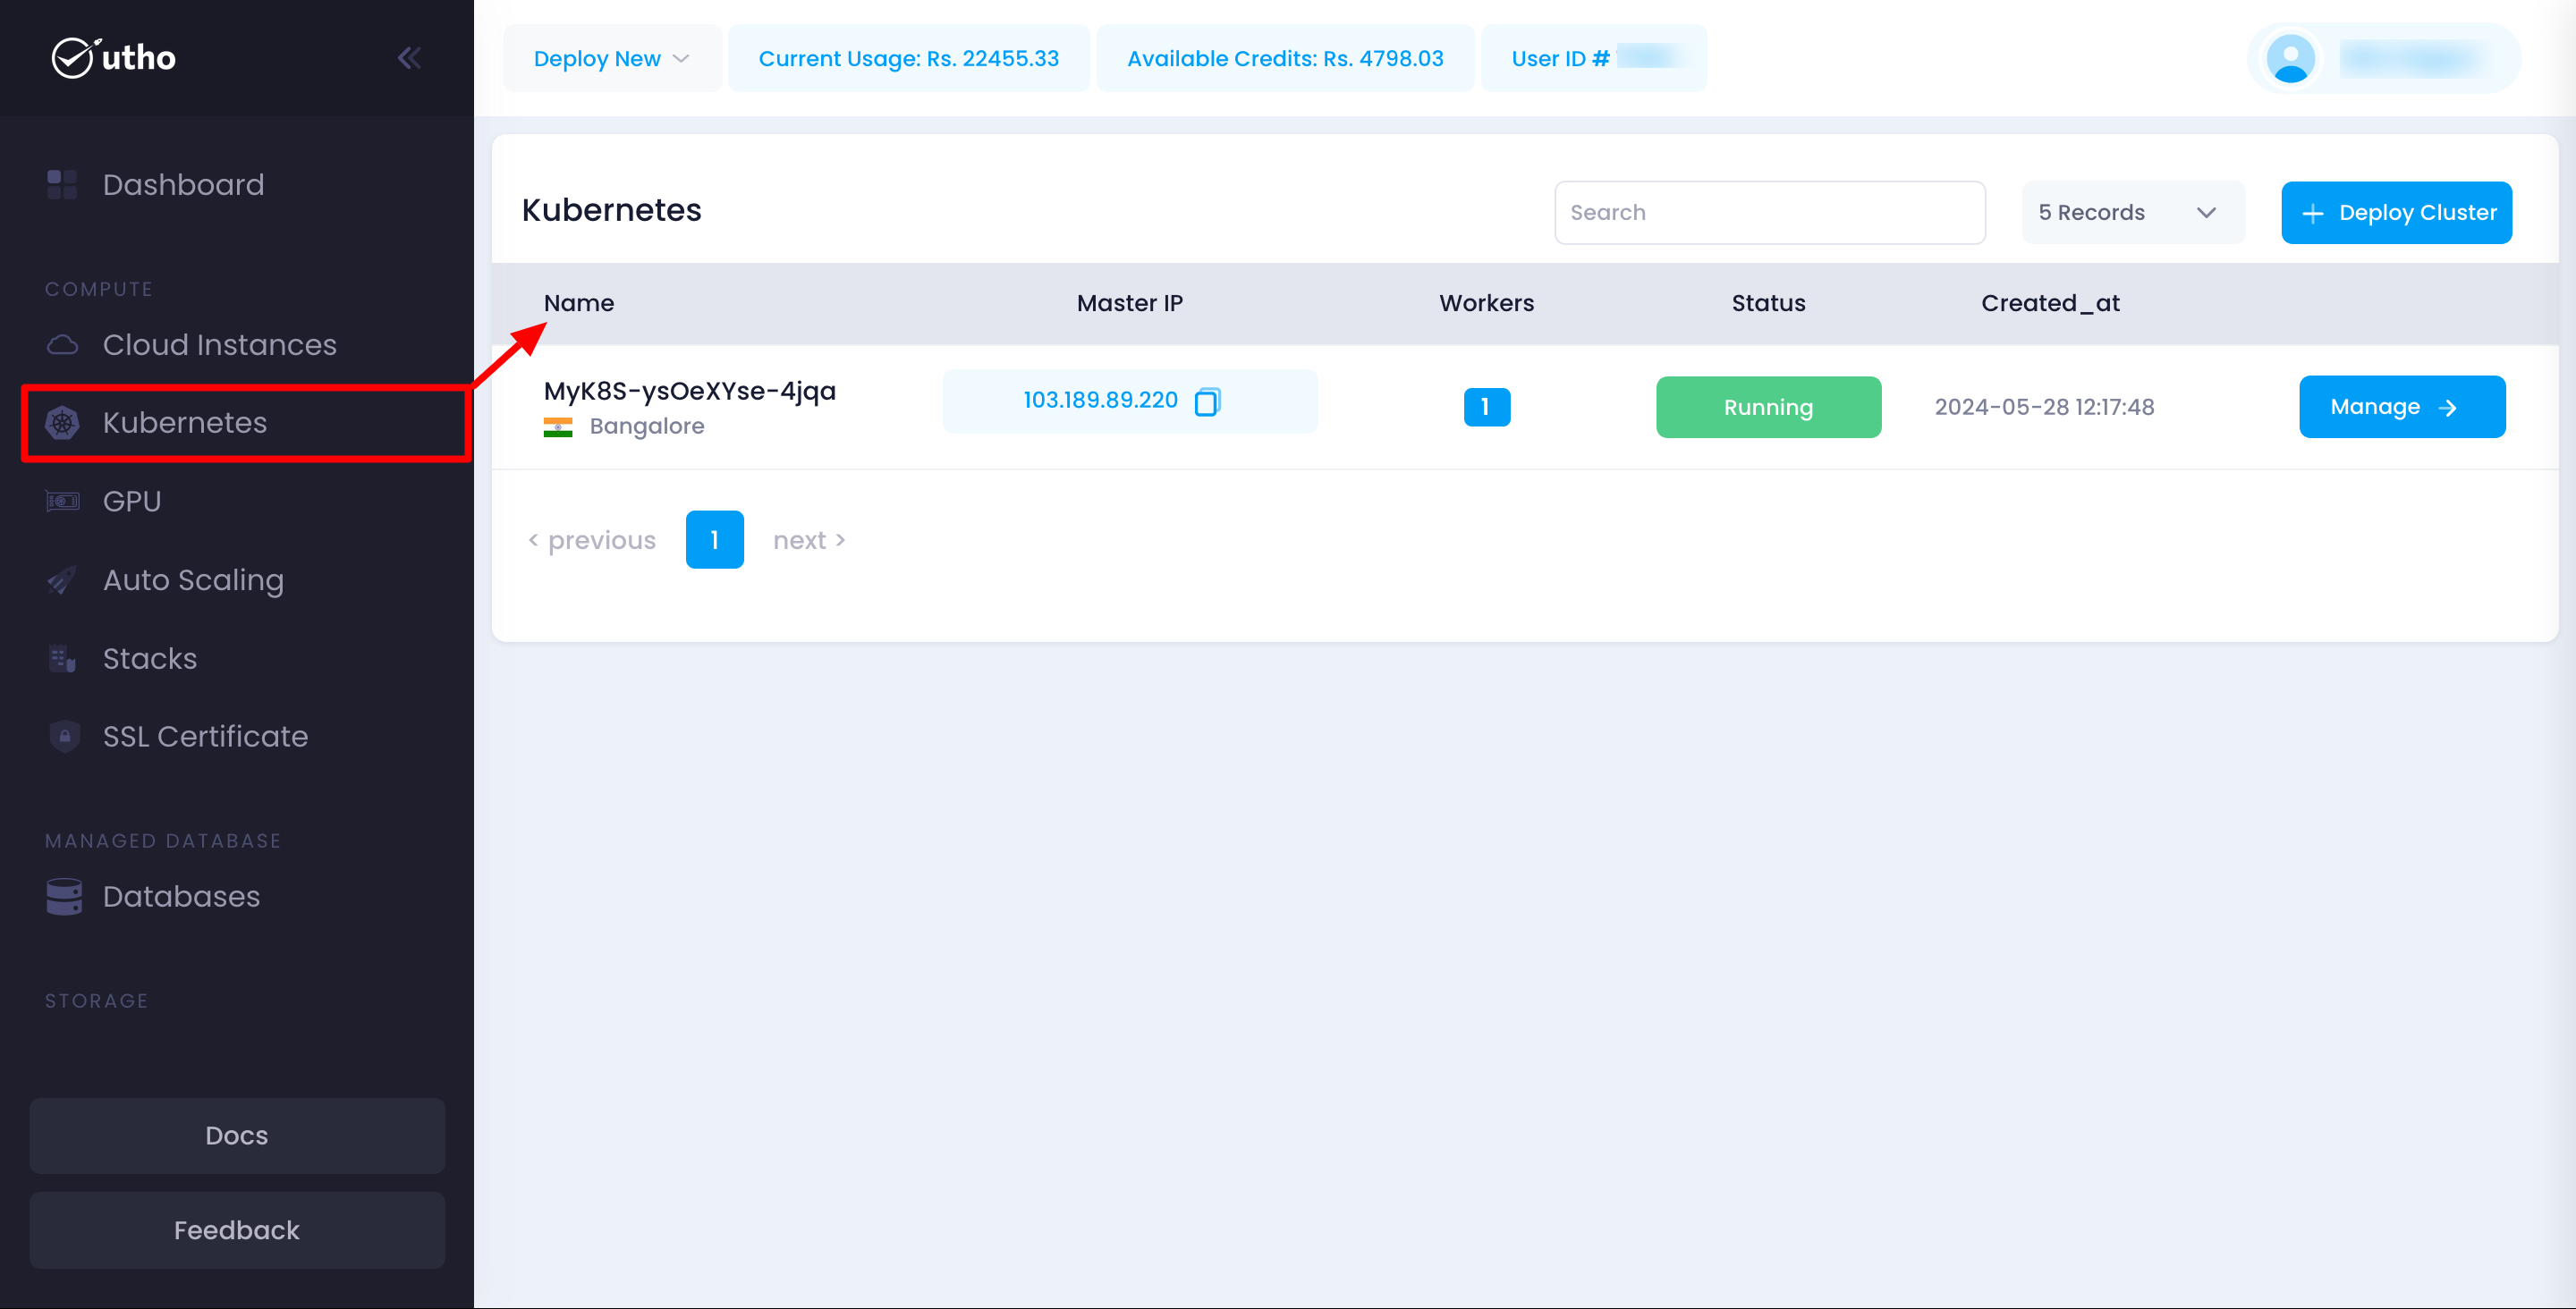 utho
Deploy New
Current Usage: Rs. 22455.33
Available Credits: Rs. 4798.03
User ID #
Dashboard
COMPUTE
Cloud Instances
Kubernetes
GPU
Auto Scaling
Stacks
SSL Certificate
MANAGED DATABASE
Databases
STORAGE
Docs
Feedback
Kubernetes
Search
5 Records
+ Deploy Cluster
Name Master IP Workers Status Created_at
MyK8S-ysOeXYse-4jqa 103.189.89.220 1 Running 2024-05-28 12:17:48 Manage →
Bangalore
< previous 1 next >